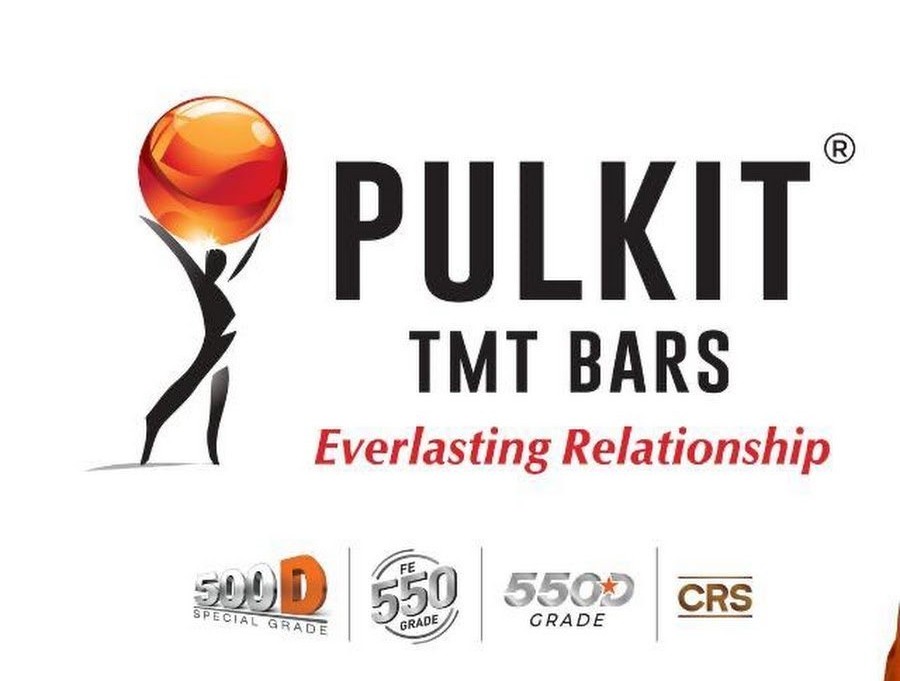 PULKIT®
TMT BARS
Everlasting Relationship
500D
SPECIAL GRADE
FE
550
GRADE
550D
GRADE
CRS